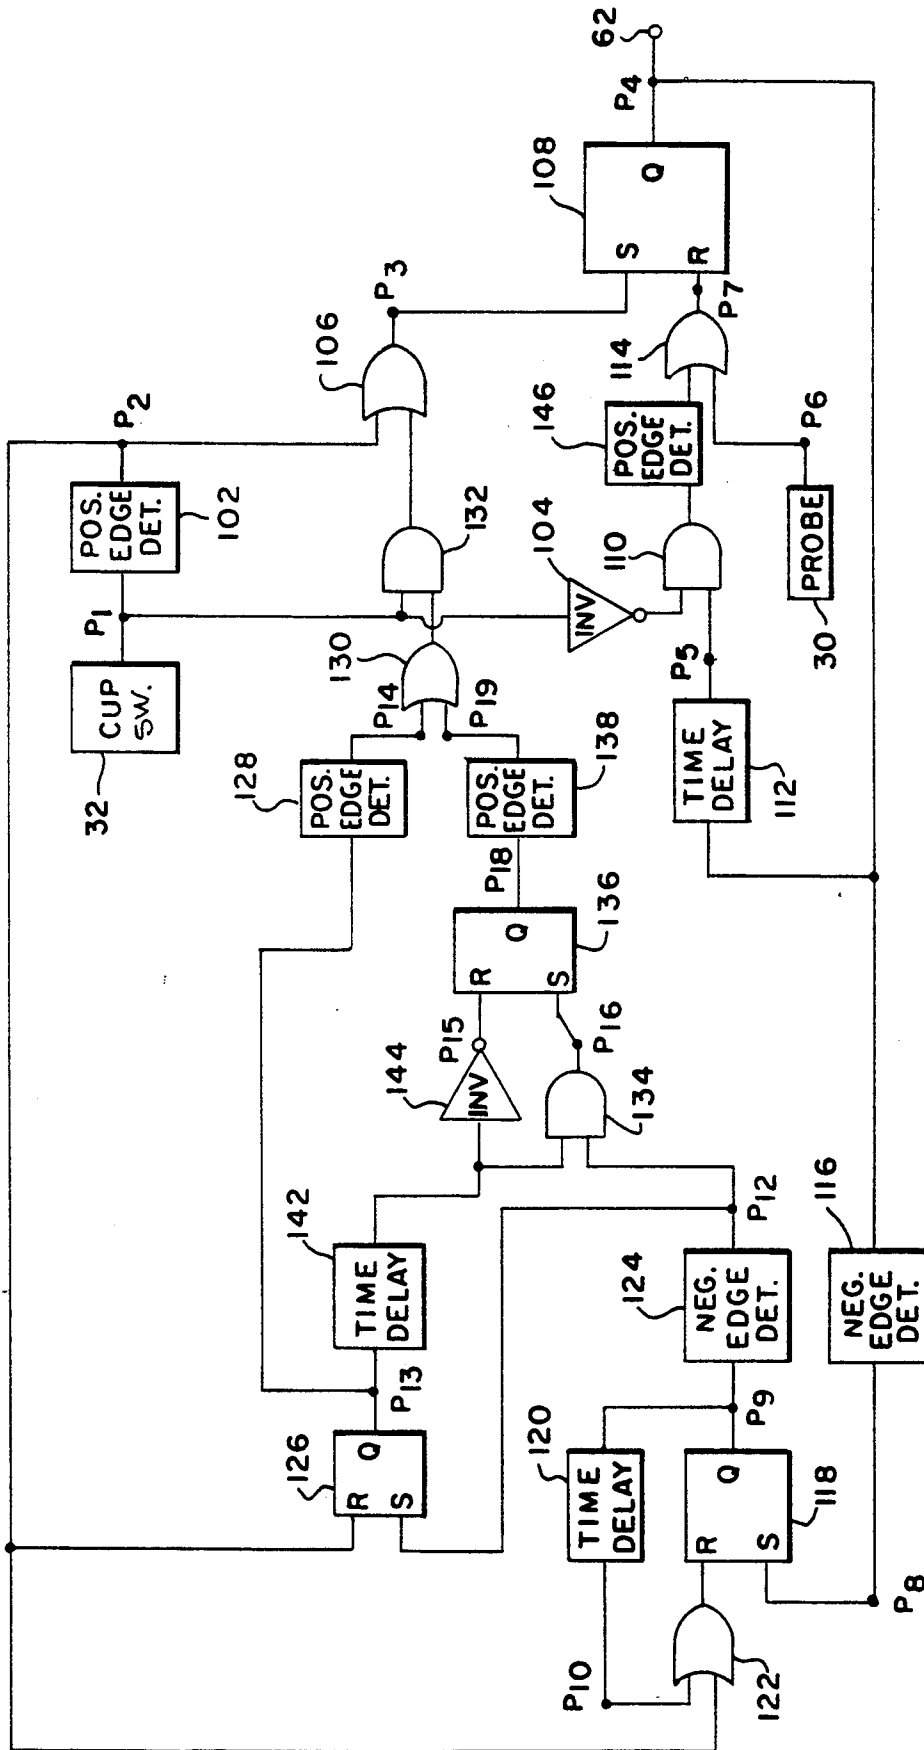 62
P4
108
Q
S
R
P3
P7
106
114
P2
146
POS.
EDGE
DET.
P6
POS.
EDGE
DET.
102
132
104
110
PROBE
30
INV
P1
130
P5
CUP
SW.
32
P14
P19
128
POS.
EDGE
DET.
138
POS.
EDGE
DET.
TIME
DELAY
112
P18
136
Q
R
S
P15
P16
144
INV
134
142
TIME
DELAY
P12
116
124
NEG.
EDGE
DET.
NEG.
EDGE
DET.
P13
P9
126
Q
R
S
120
TIME
DELAY
Q
118
R
S
P8
P10
122